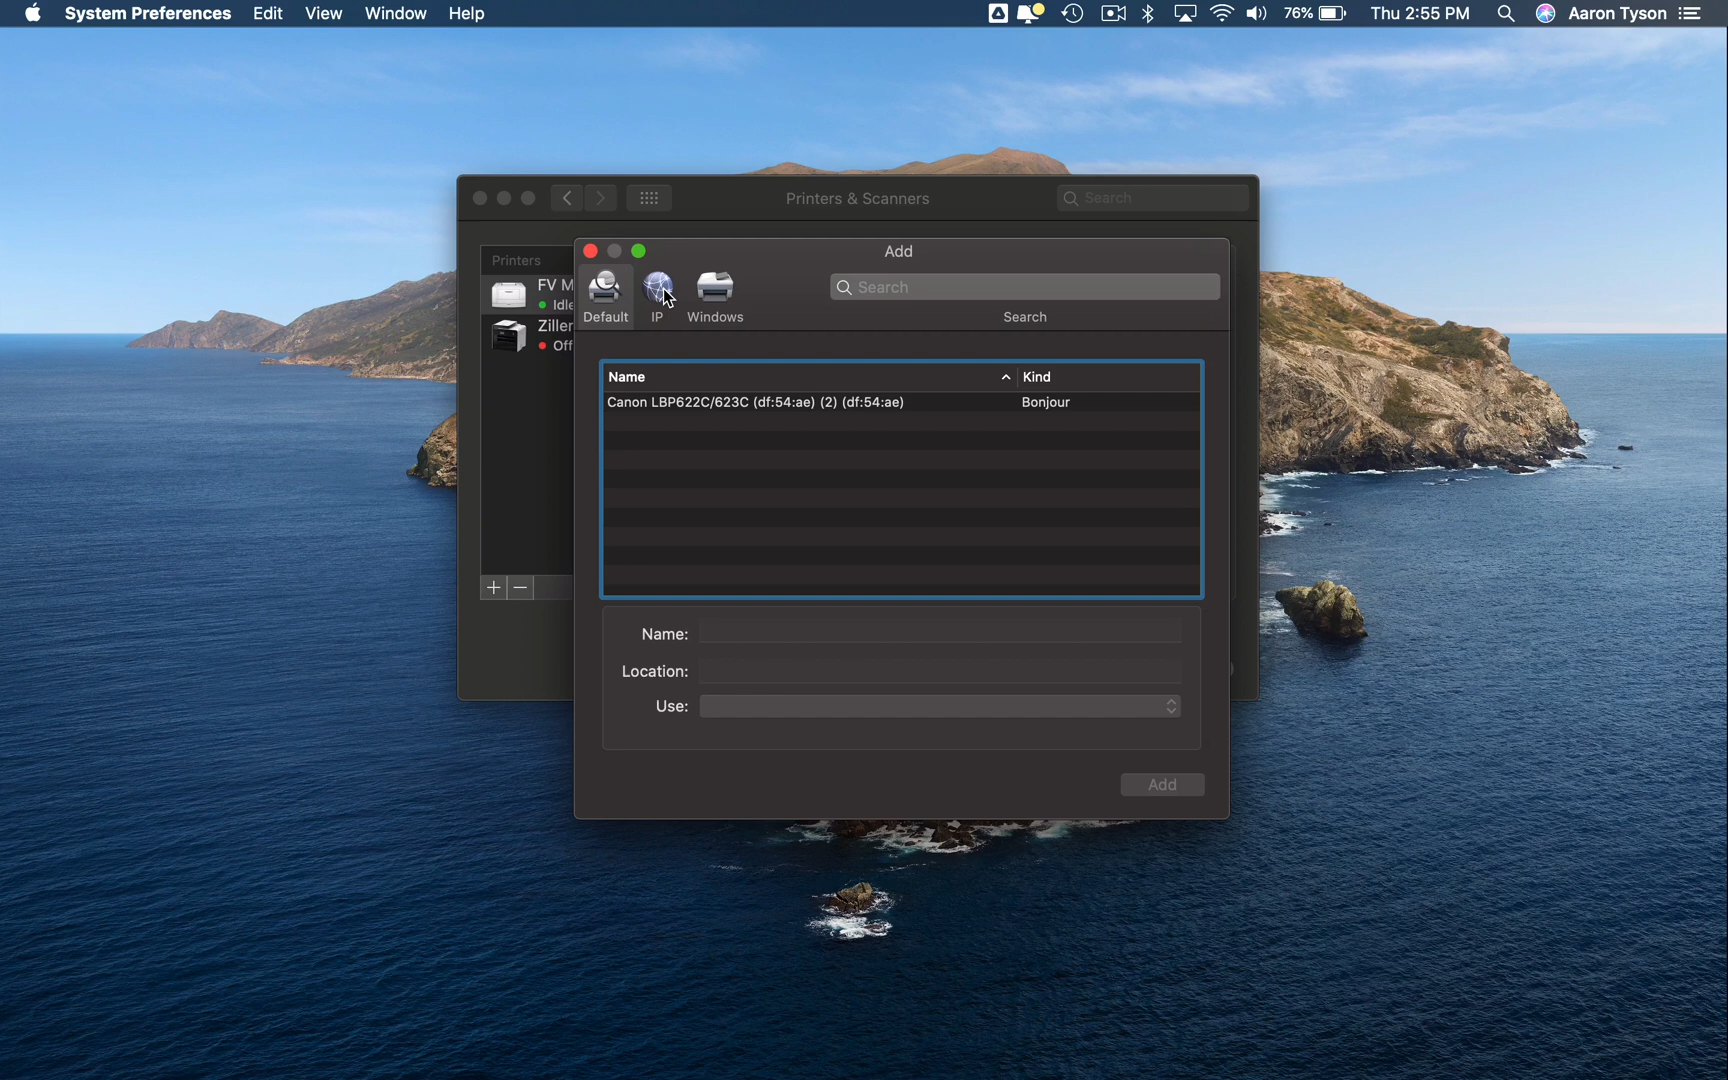 System Preferences Edit View Window Help 76% Thu 2:55 PM Aaron Tyson
Printers & Scanners Search
Printers
FV M
Idle
Ziller
Off
Add
Search
Default IP Windows Search
Name Kind
Canon LBP622C/623C (df:54:ae) (2) (df:54:ae) Bonjour
Name:
Location:
Use:
Add